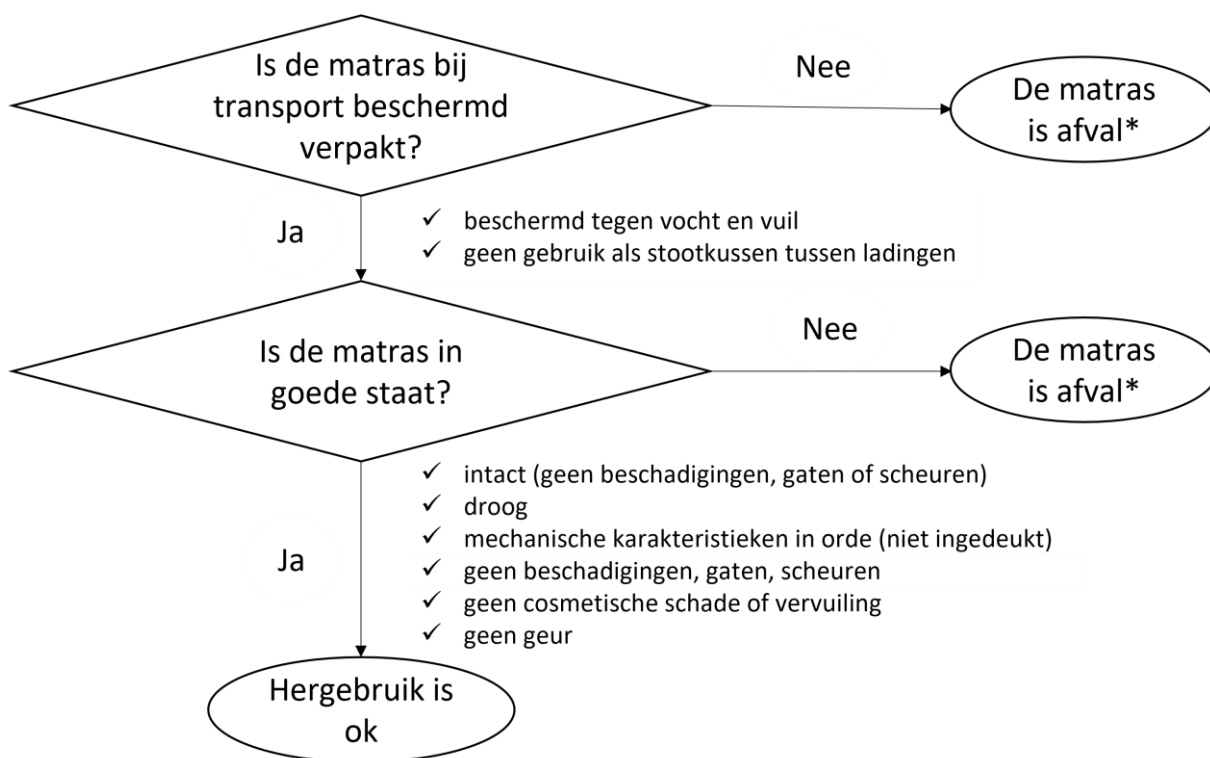 Is de matras bij
transport beschermd
verpakt?
Nee
De matras
is afval*
Ja
✓ beschermd tegen vocht en vuil
✓ geen gebruik als stootkussen tussen ladingen
Is de matras in
goede staat?
Nee
De matras
is afval*
Ja
✓ intact (geen beschadigingen, gaten of scheuren)
✓ droog
✓ mechanische karakteristieken in orde (niet ingedeukt)
✓ geen beschadigingen, gaten, scheuren
✓ geen cosmetische schade of vervuiling
✓ geen geur
Hergebruik is
ok